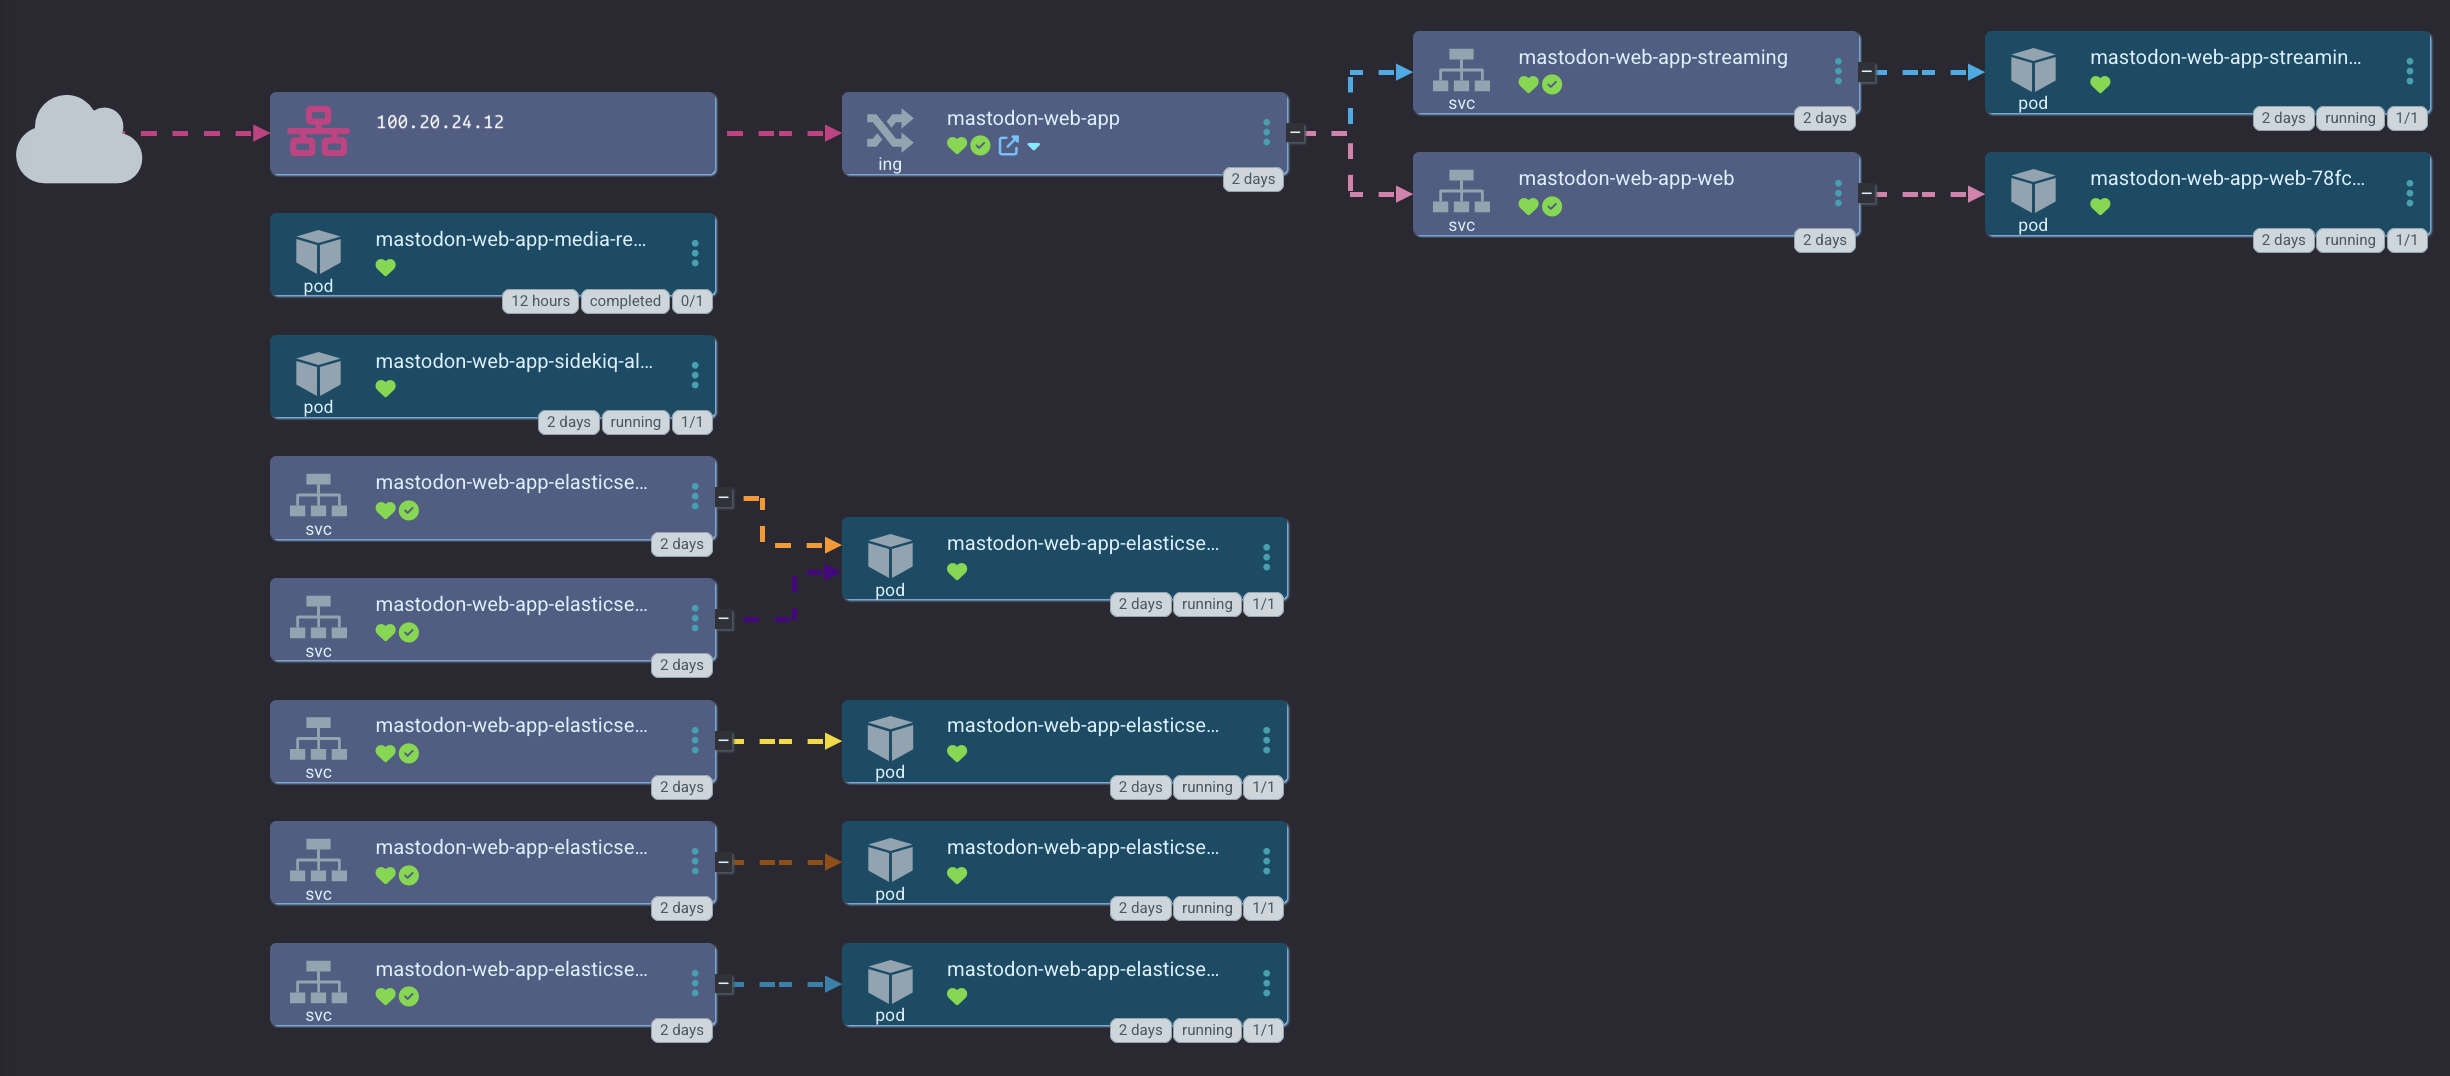 100.20.24.12
mastodon-web-app
ing
2 days
mastodon-web-app-streaming
svc
2 days
mastodon-web-app-streamin...
pod
2 days running 1/1
mastodon-web-app-web
svc
2 days
mastodon-web-app-web-78fc...
pod
2 days running 1/1
mastodon-web-app-media-re...
pod
12 hours completed 0/1
mastodon-web-app-sidekiq-al...
pod
2 days running 1/1
mastodon-web-app-elasticse...
svc
2 days
mastodon-web-app-elasticse...
pod
2 days running 1/1
mastodon-web-app-elasticse...
svc
2 days
mastodon-web-app-elasticse...
svc
2 days
mastodon-web-app-elasticse...
pod
2 days running 1/1
mastodon-web-app-elasticse...
svc
2 days
mastodon-web-app-elasticse...
pod
2 days running 1/1
mastodon-web-app-elasticse...
svc
2 days
mastodon-web-app-elasticse...
pod
2 days running 1/1